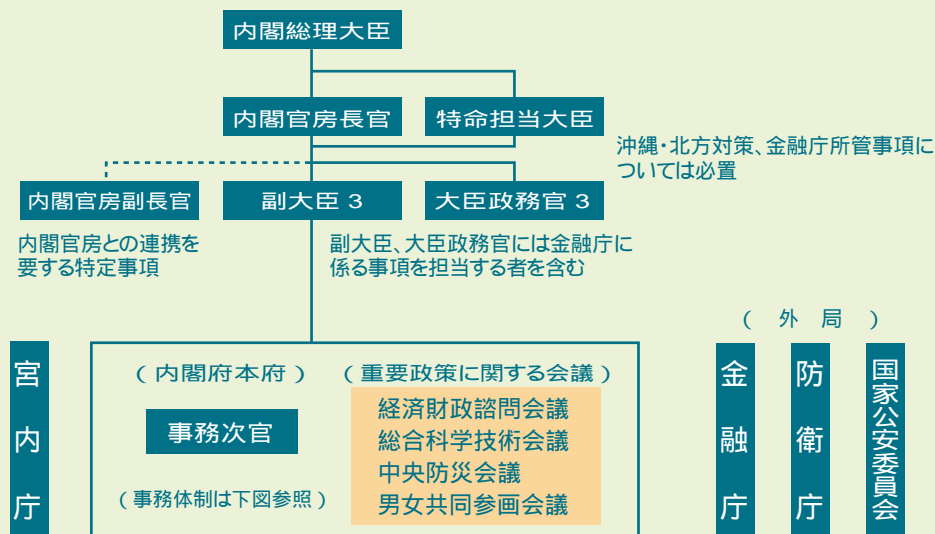 内閣総理大臣
内閣官房長官
特命担当大臣
沖縄・北方対策、金融庁所管事項に
ついては必置
内閣官房副長官
副大臣 3
大臣政務官 3
内閣官房との連携を
要する特定事項
副大臣、大臣政務官には金融庁に
係る事項を担当する者を含む
( 外 局 )
宮内庁
(内閣府本府)
(重要政策に関する会議)
事務次官
経済財政諮問会議
総合科学技術会議
中央防災会議
男女共同参画会議
(事務体制は下図参照)
金融庁
防衛庁
国家公安委員会